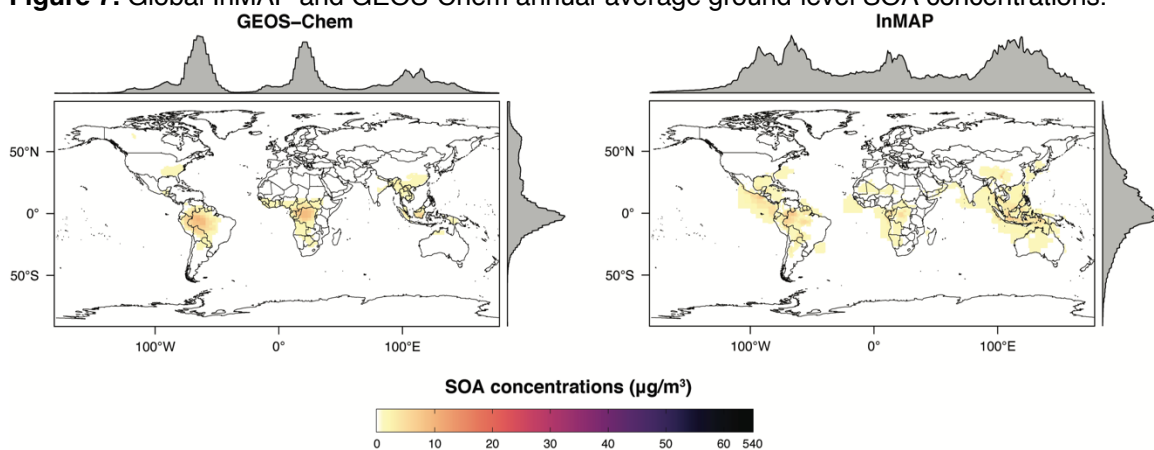 Figure 7. Global InMAP and GEOS-Chem annual average ground-level SOA concentrations.
GEOS−Chem
InMAP
50°N
0°
50°S
100°W
0°
100°E
50°N
0°
50°S
100°W
0°
100°E
SOA concentrations (μg/m³)
0 10 20 30 40 50 60 540